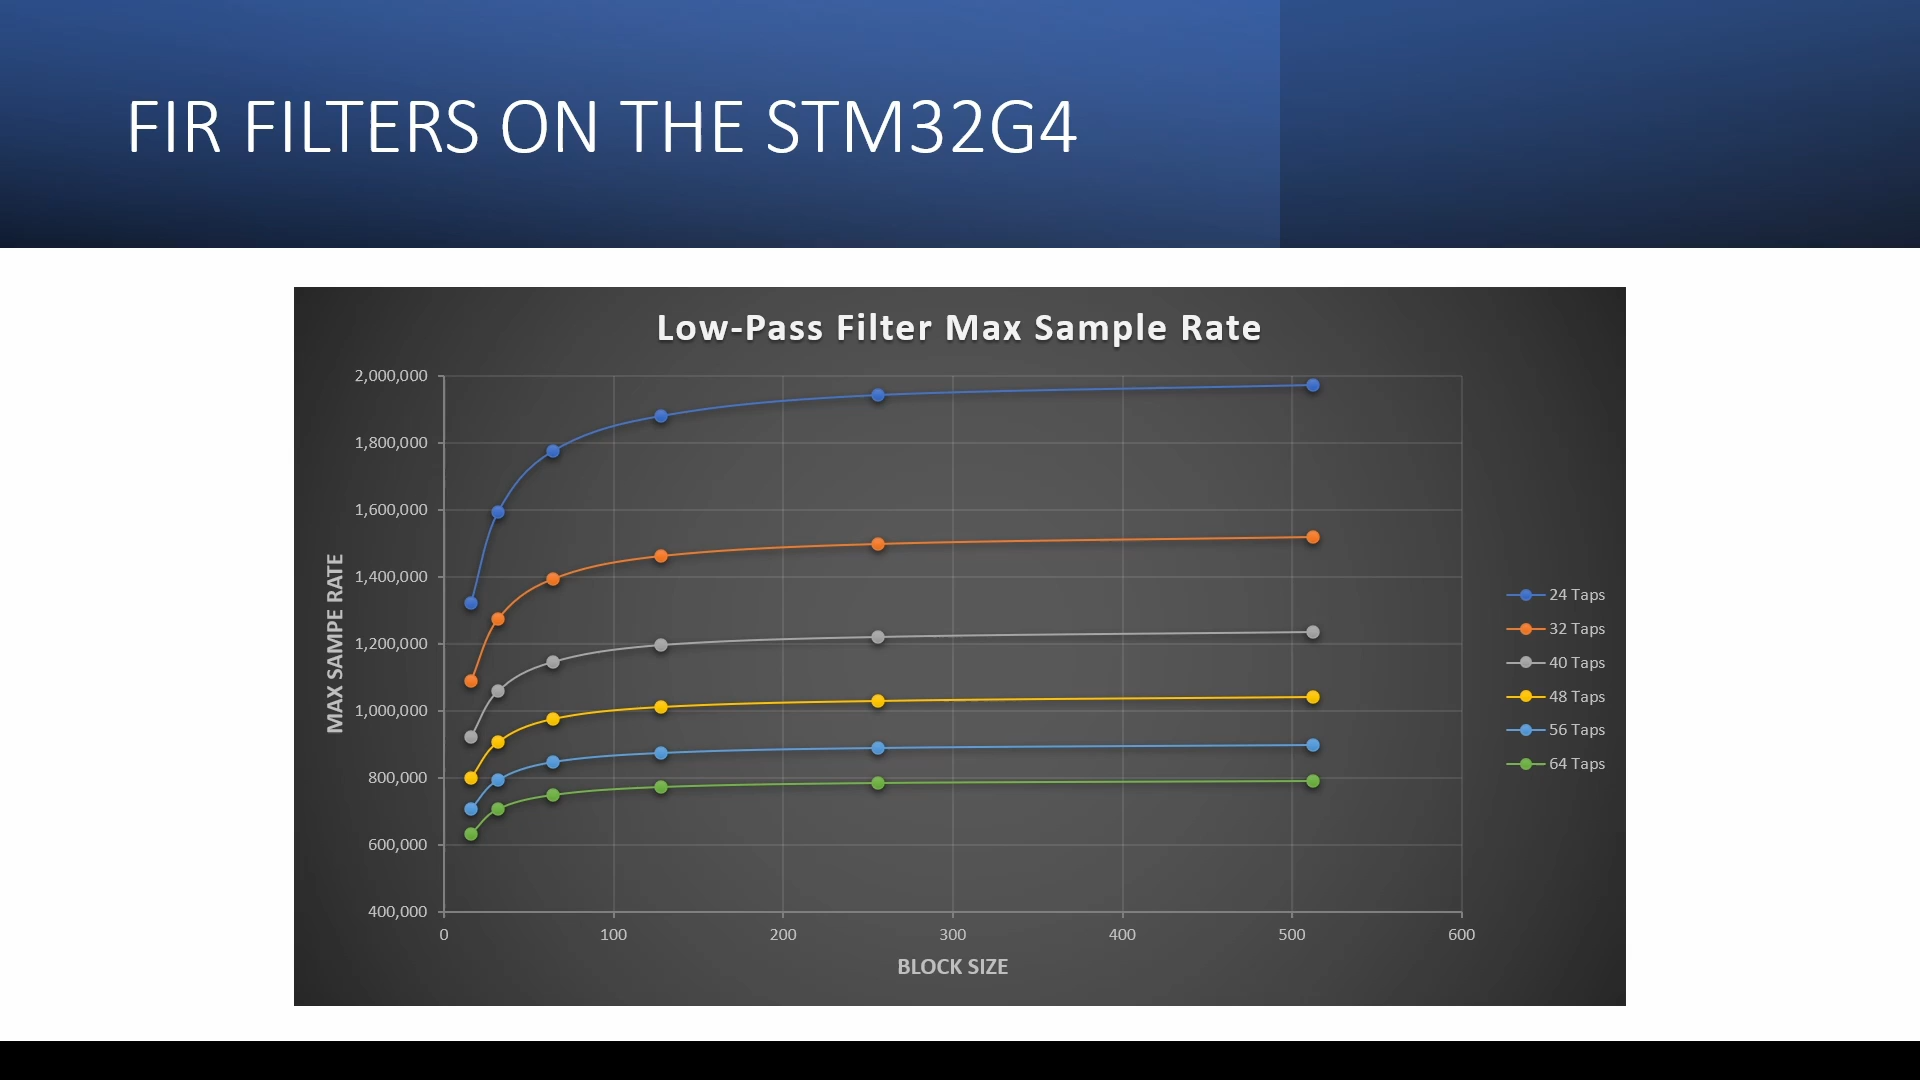 FIR FILTERS ON THE STM32G4
Low-Pass Filter Max Sample Rate
2,000,000
1,800,000
1,600,000
1,400,000
1,200,000
1,000,000
800,000
600,000
400,000
MAX SAMPE RATE
0 100 200 300 400 500 600
BLOCK SIZE
24 Taps
32 Taps
40 Taps
48 Taps
56 Taps
64 Taps